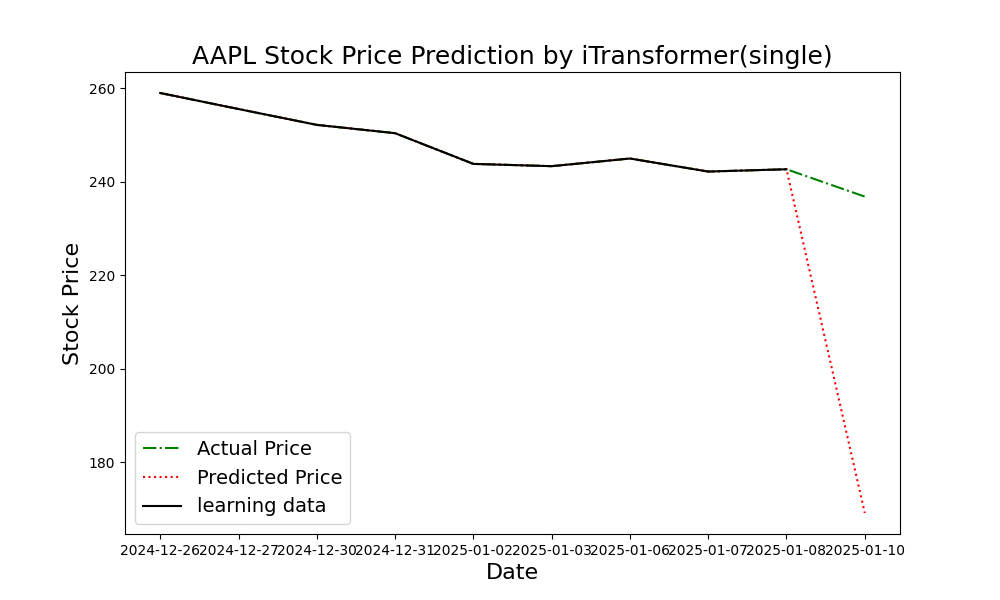 AAPL Stock Price Prediction by iTransformer(single)
260
240
220
200
180
Stock Price
Actual Price
Predicted Price
learning data
2024-12-26 2024-12-27 2024-12-30 2024-12-31 2025-01-02 2025-01-03 2025-01-06 2025-01-07 2025-01-08 2025-01-10
Date